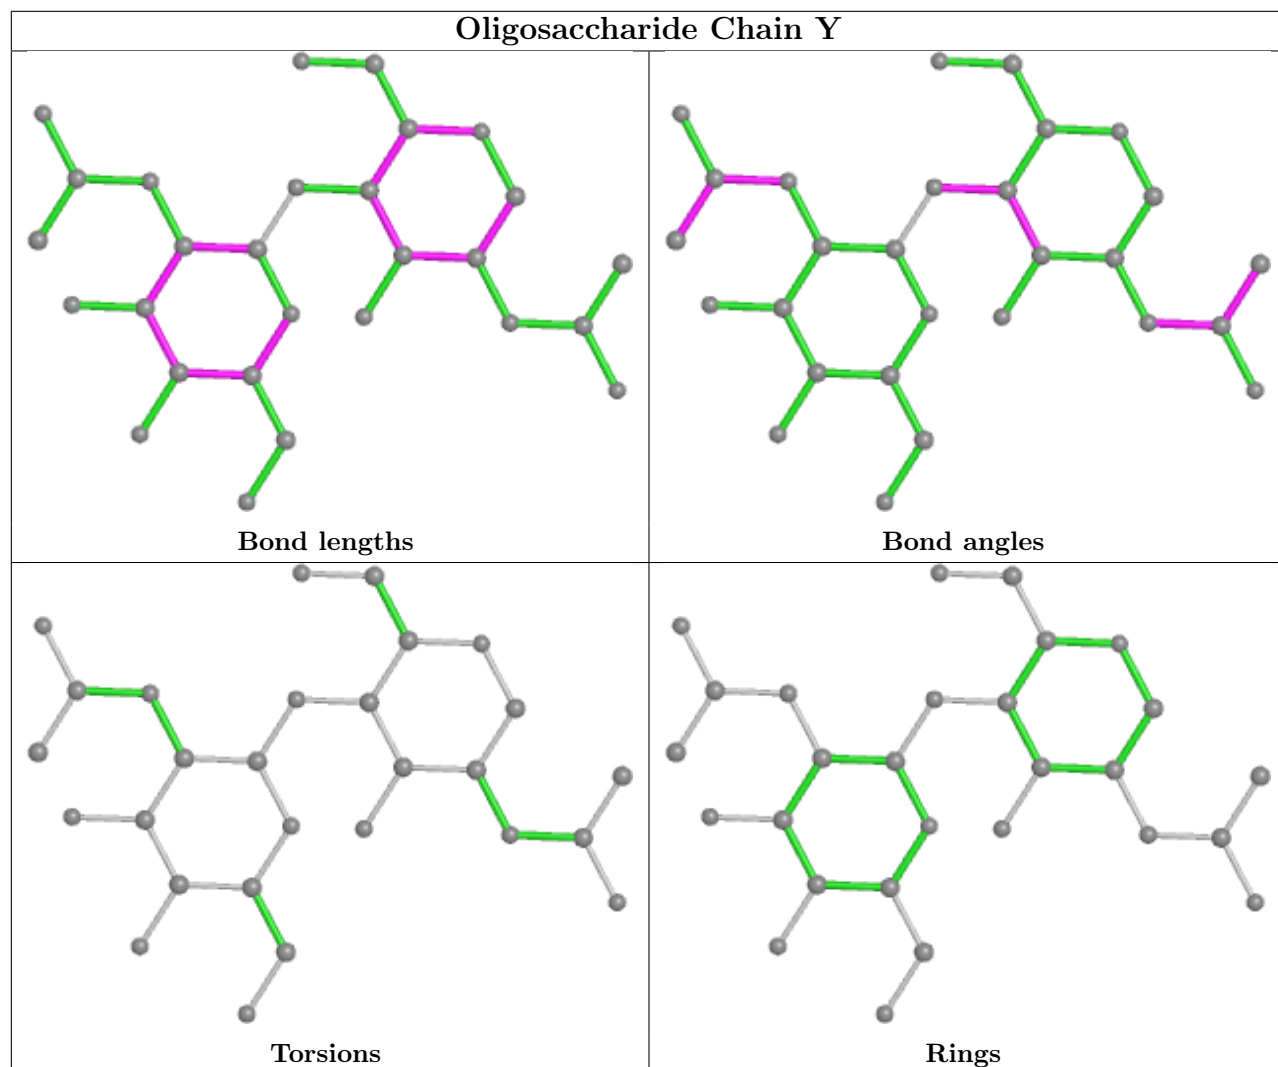 Oligosaccharide Chain Y
Bond lengths
Bond angles
Torsions
Rings